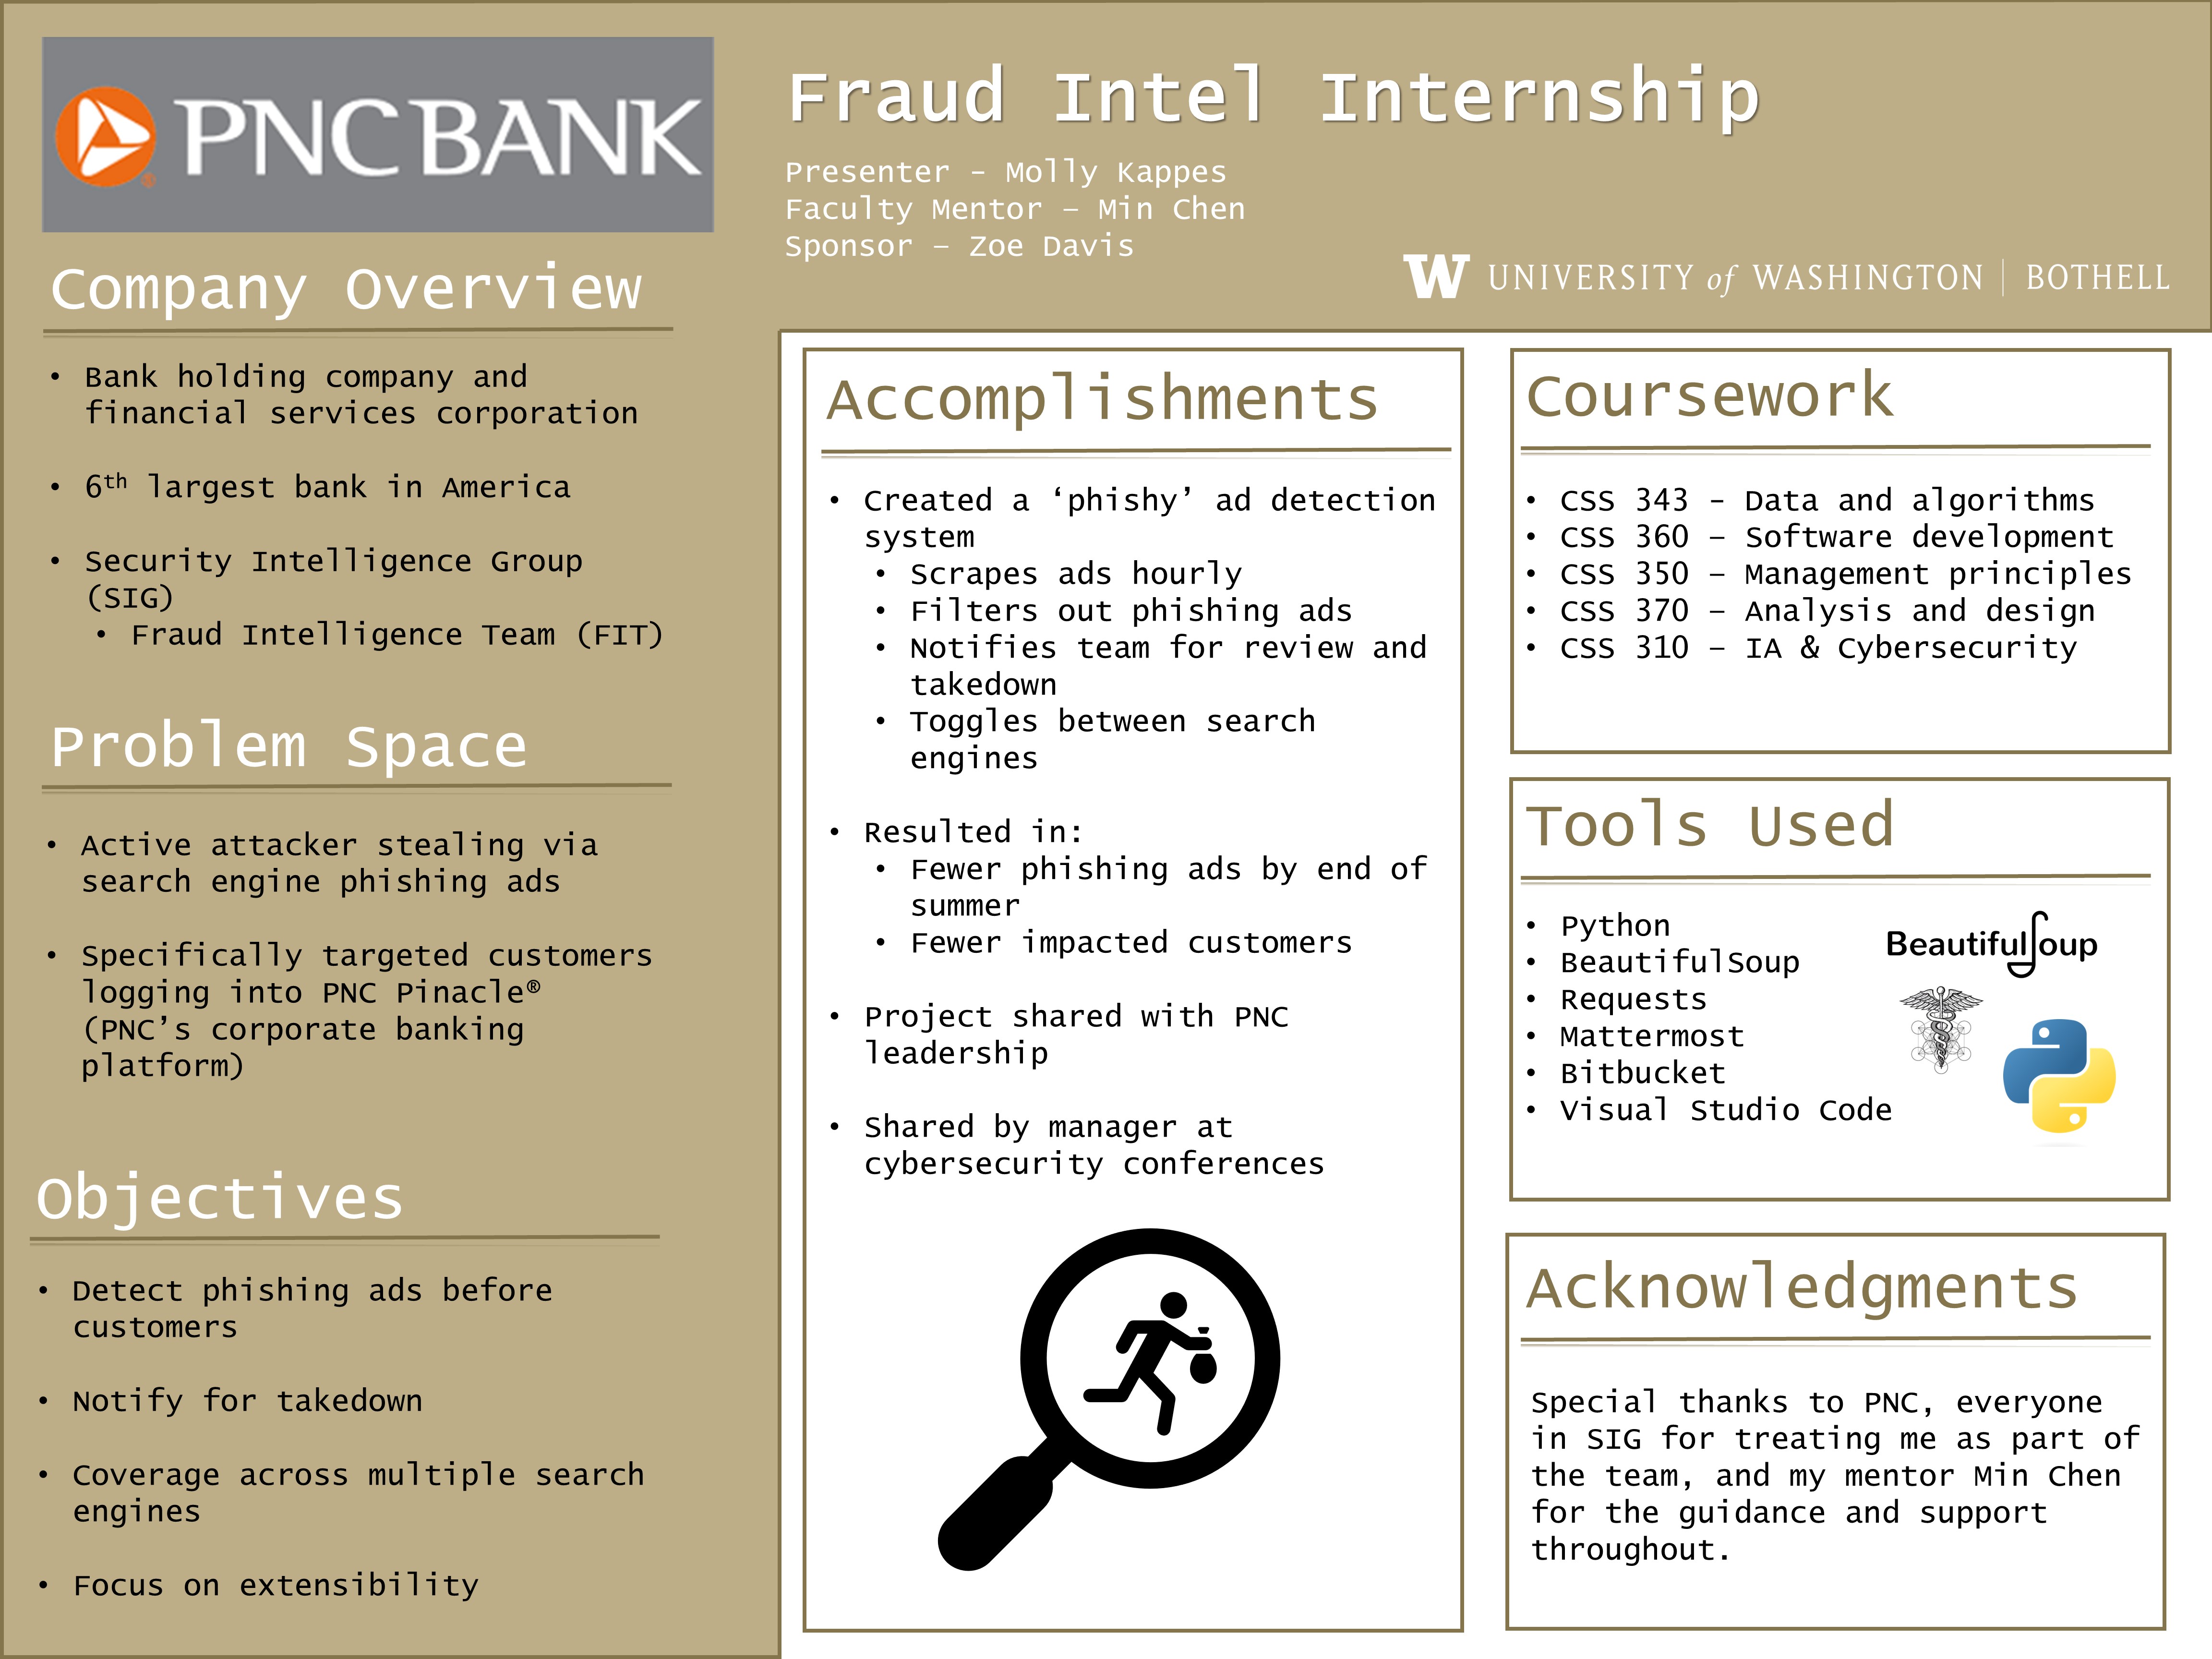 PNC BANK
Fraud Intel Internship
Presenter – Molly Kappes
Faculty Mentor – Min Chen
Sponsor – Zoe Davis
W UNIVERSITY of WASHINGTON | BOTHELL
Company Overview
• Bank holding company and
financial services corporation
• 6th largest bank in America
• Security Intelligence Group
(SIG)
• Fraud Intelligence Team (FIT)
Problem Space
• Active attacker stealing via
search engine phishing ads
• Specifically targeted customers
logging into PNC Pinacle®
(PNC’s corporate banking
platform)
Objectives
• Detect phishing ads before
customers
• Notify for takedown
• Coverage across multiple search
engines
• Focus on extensibility
Accomplishments
• Created a ‘phishy’ ad detection
system
• Scrapes ads hourly
• Filters out phishing ads
• Notifies team for review and
takedown
• Toggles between search
engines
• Resulted in:
• Fewer phishing ads by end of
summer
• Fewer impacted customers
• Project shared with PNC
leadership
• Shared by manager at
cybersecurity conferences
Coursework
• CSS 343 – Data and algorithms
• CSS 360 – Software development
• CSS 350 – Management principles
• CSS 370 – Analysis and design
• CSS 310 – IA & Cybersecurity
Tools Used
• Python
• BeautifulSoup
• Requests
• Mattermost
• Bitbucket
• Visual Studio Code
BeautifulSoup
Acknowledgments
Special thanks to PNC, everyone
in SIG for treating me as part of
the team, and my mentor Min Chen
for the guidance and support
throughout.